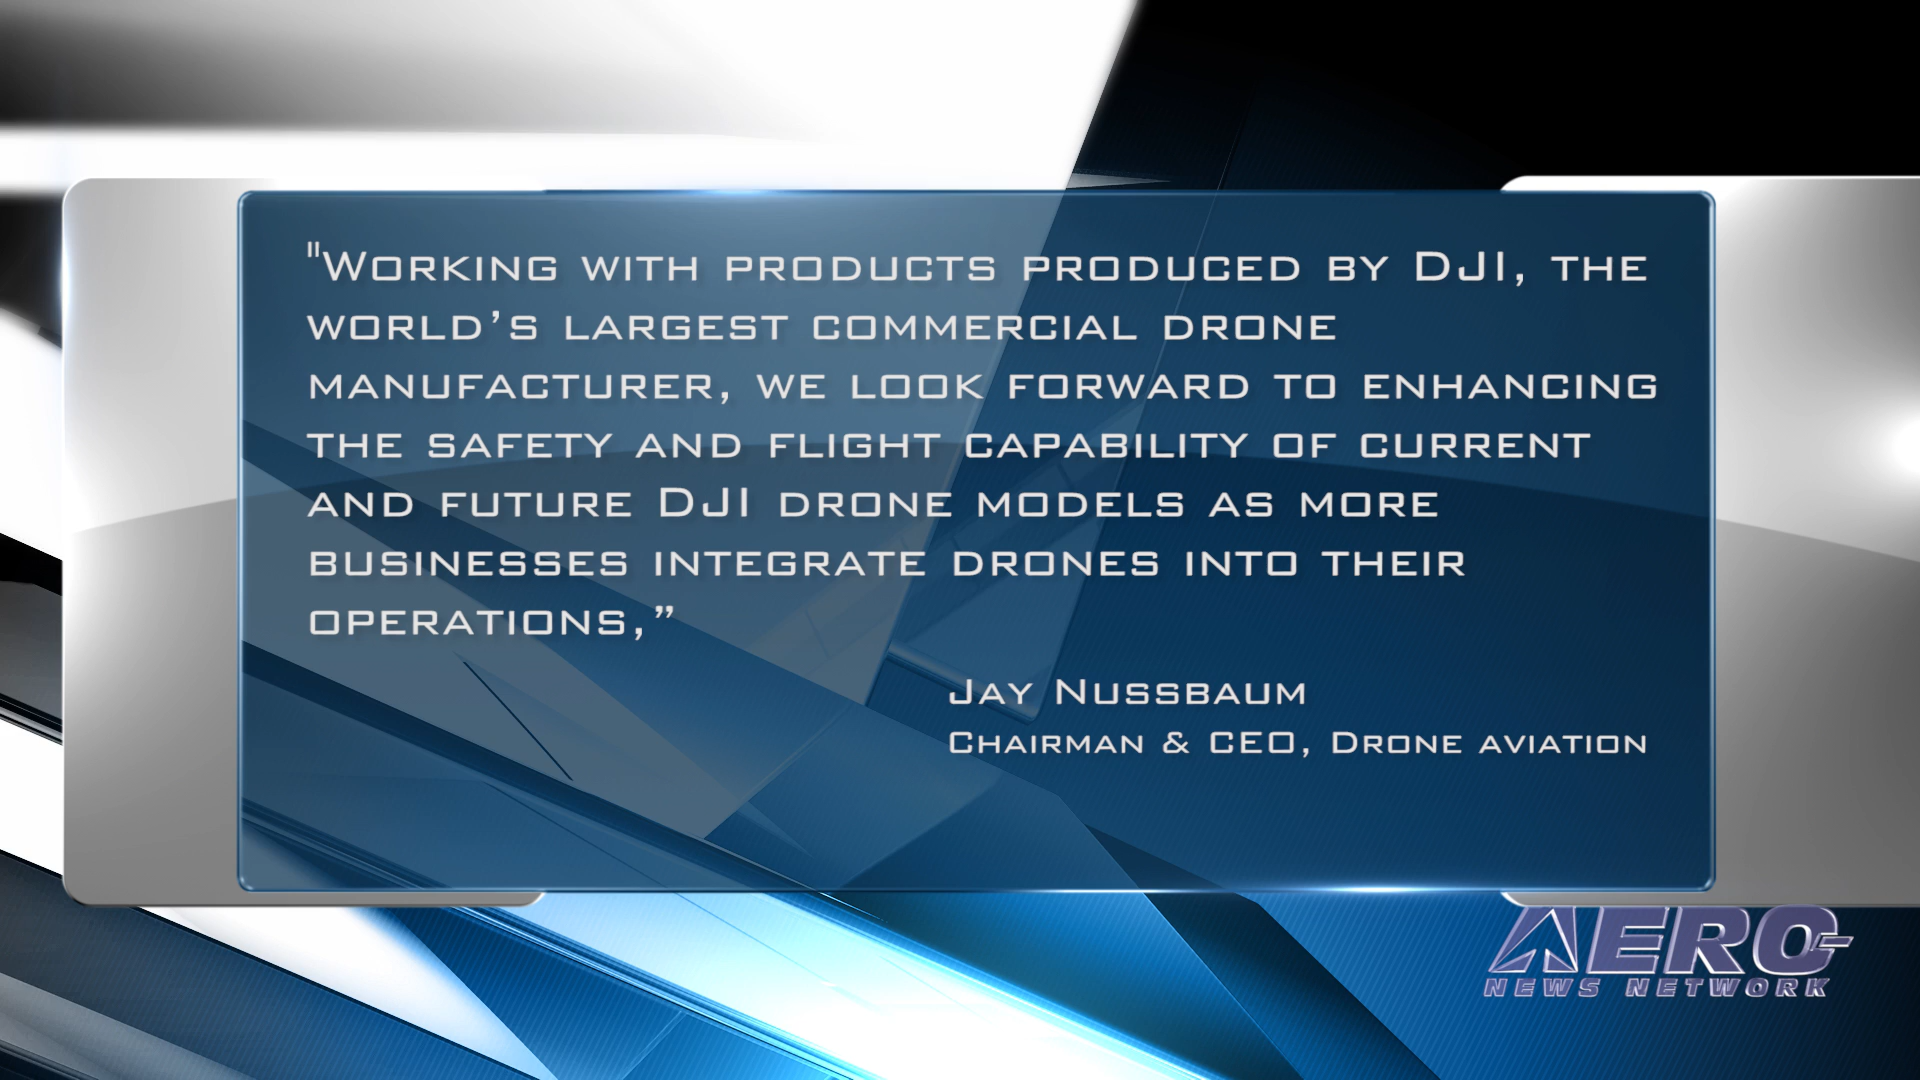 "Working with products produced by DJI, the
world’s largest commercial drone
manufacturer, we look forward to enhancing
the safety and flight capability of current
and future DJI drone models as more
businesses integrate drones into their
operations,”
Jay Nussbaum
Chairman & CEO, Drone aviation
AERO-
NEWS NETWORK